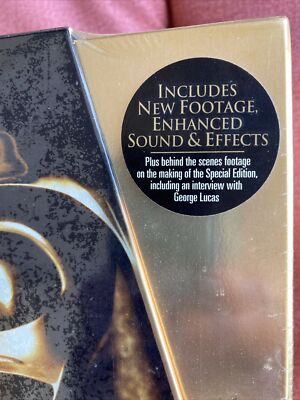 INCLUDES
NEW FOOTAGE,
ENHANCED
SOUND & EFFECTS
Plus behind the scenes footage
on the making of the Special Edition,
including an interview with
George Lucas